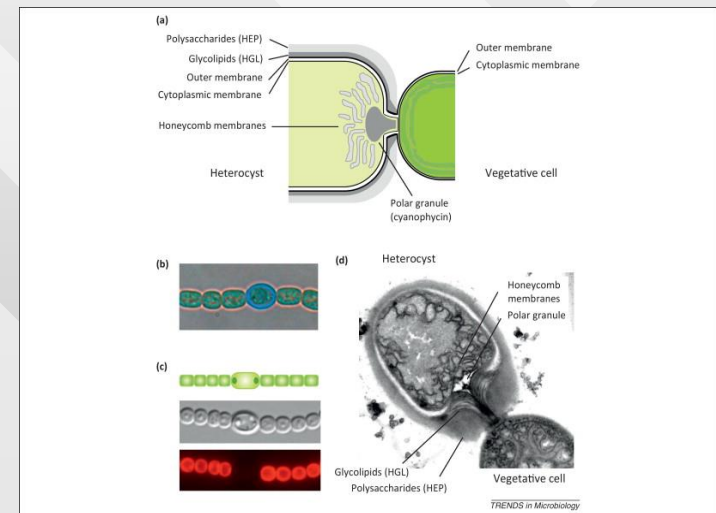 (a)
Polysaccharides (HEP)
Glycolipids (HGL)
Outer membrane
Cytoplasmic membrane
Honeycomb membranes
Heterocyst
Outer membrane
Cytoplasmic membrane
Vegetative cell
Polar granule
(cyanophycin)
(b)
(c)
(d)
Heterocyst
Honeycomb
membranes
Polar granule
Glycolipids (HGL)
Polysaccharides (HEP)
Vegetative cell
TRENDS in Microbiology